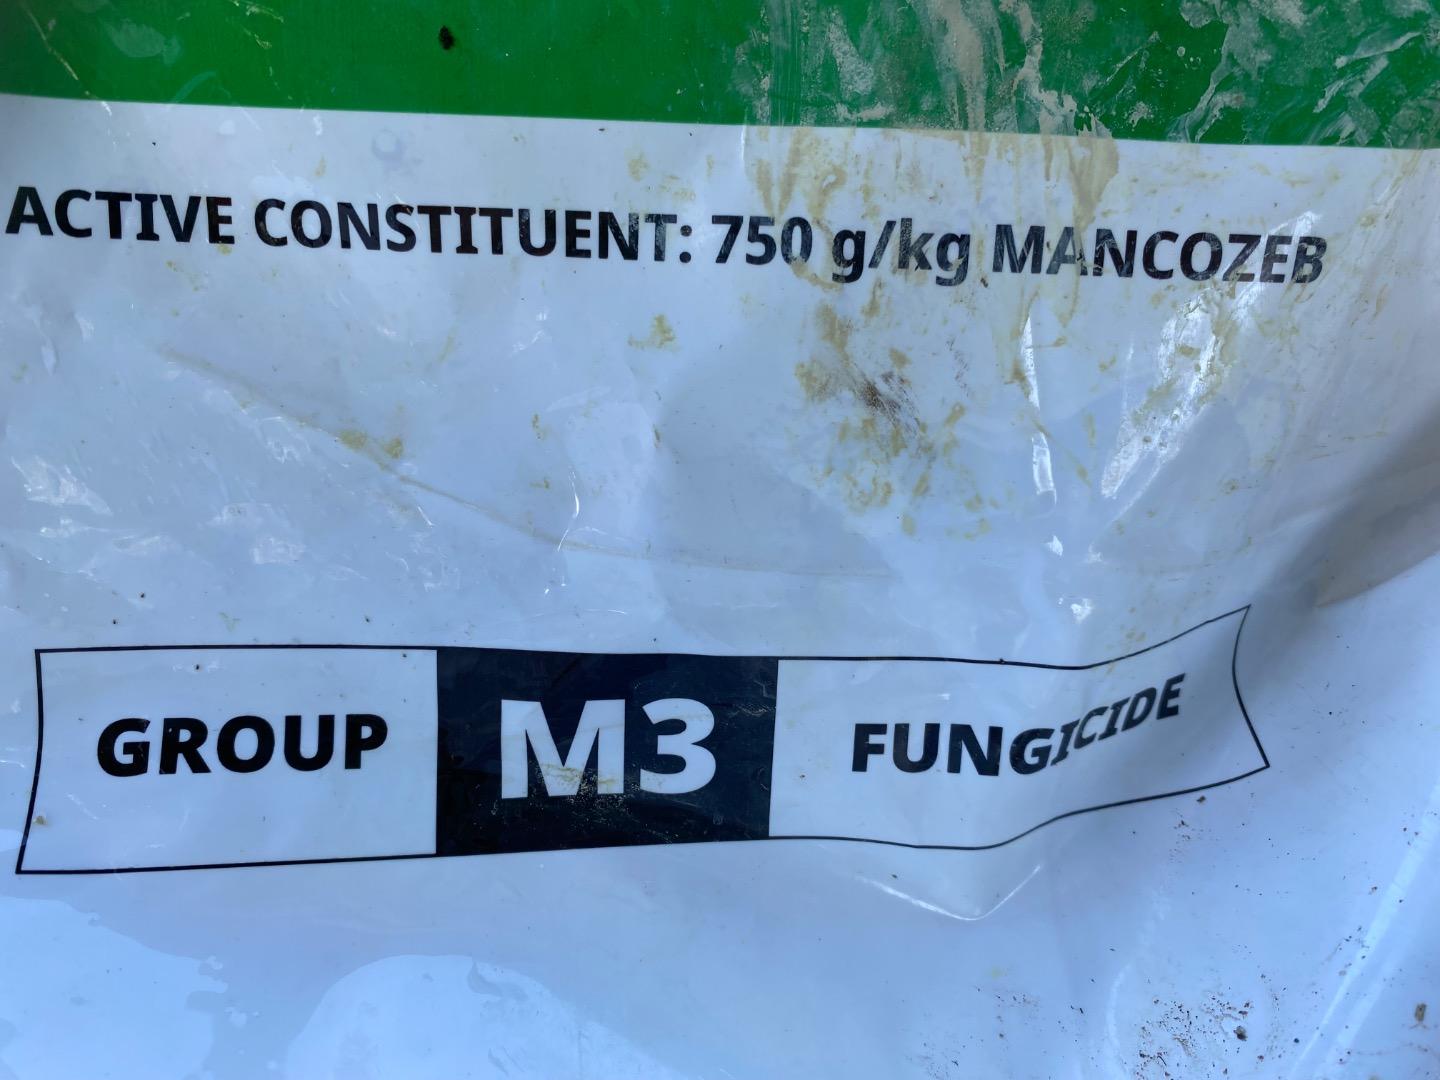 ACTIVE CONSTITUENT: 750 g/kg MANCOZEB
GROUP M3 FUNGICIDE